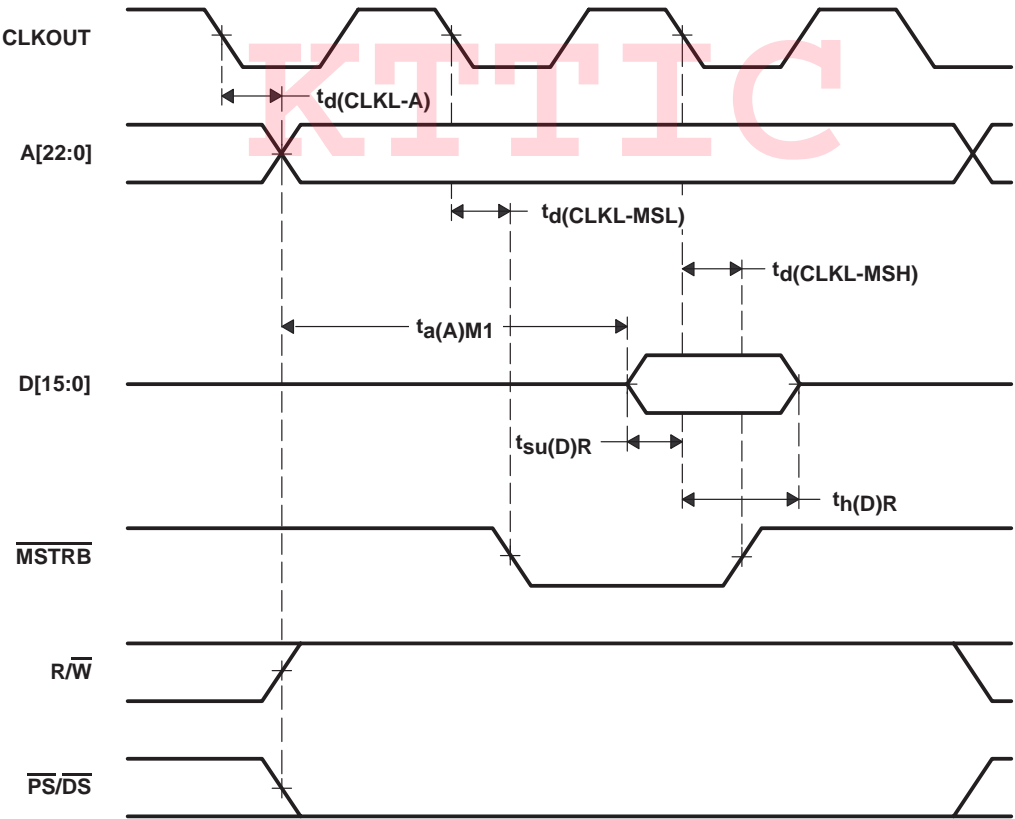 CLKOUT
KTTIC
td(CLKL-A)
A[22:0]
td(CLKL-MSL)
td(CLKL-MSH)
ta(A)M1
D[15:0]
tsu(D)R
th(D)R
MSTRB
R/W
PS/DS